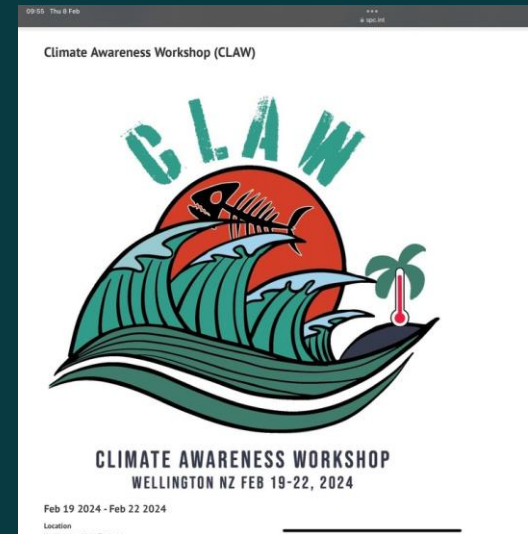 09:55 Thu 8 Feb
spc.int
Climate Awareness Workshop (CLAW)
CLAW
CLIMATE AWARENESS WORKSHOP
WELLINGTON NZ FEB 19-22, 2024
Feb 19 2024 - Feb 22 2024
Location